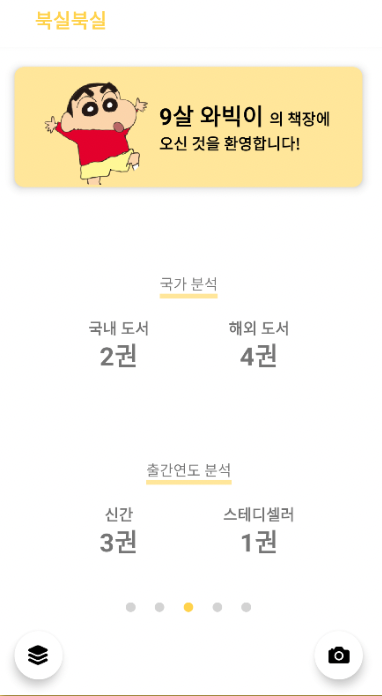 북실북실
9살 와빅이 의 책장에
오신 것을 환영합니다!
국가 분석
국내 도서 해외 도서
2권 4권
출간연도 분석
신간 스테디셀러
3권 1권